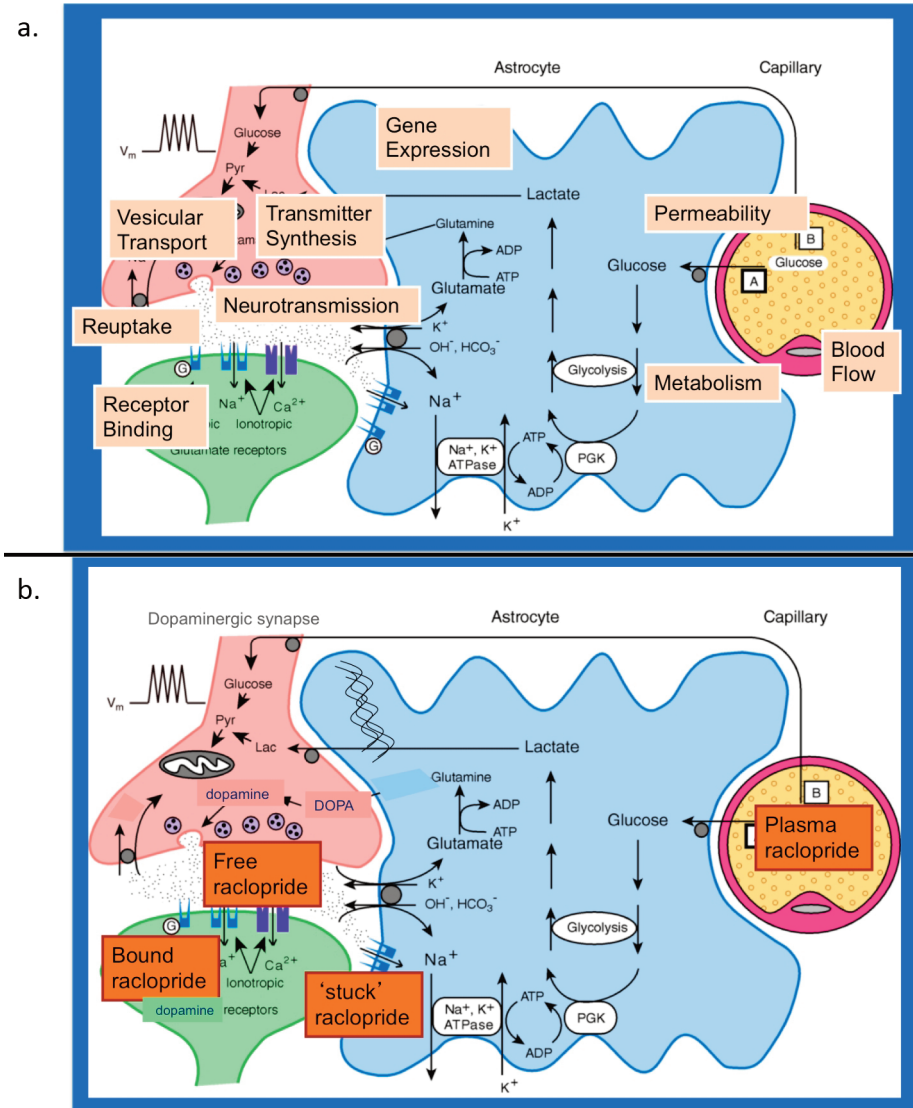 a.
Astrocyte
Capillary
Gene
Expression
Glucose
Vm
Pyr
Lactate
Permeability
Vesicular
Transport
Transmitter
Synthesis
Glutamine
B
ADP
Glucose
Glucose
ATP
A
Glutamate
Neurotransmission
K+
Reuptake
OH-, HCO3-
Blood
Flow
G
Glycolysis
Metabolism
Na+
Na+
Ca2+
Receptor
Binding
Ionotropic
ATP
Na+, K+
ATPase
PGK
Glutamate receptors
G
ADP
K+
b.
Dopaminergic synapse
Astrocyte
Capillary
Glucose
Vm
Pyr
Lac
Lactate
Glutamine
B
dopamine
DOPA
ADP
Glucose
Plasma
raclopride
ATP
Glutamate
Free
raclopride
K+
OH-, HCO3-
G
Glycolysis
Bound
raclopride
Ca2+
Na+
Ionotropic
'stuck'
raclopride
ATP
Na+, K+
ATPase
PGK
dopamine receptors
ADP
K+